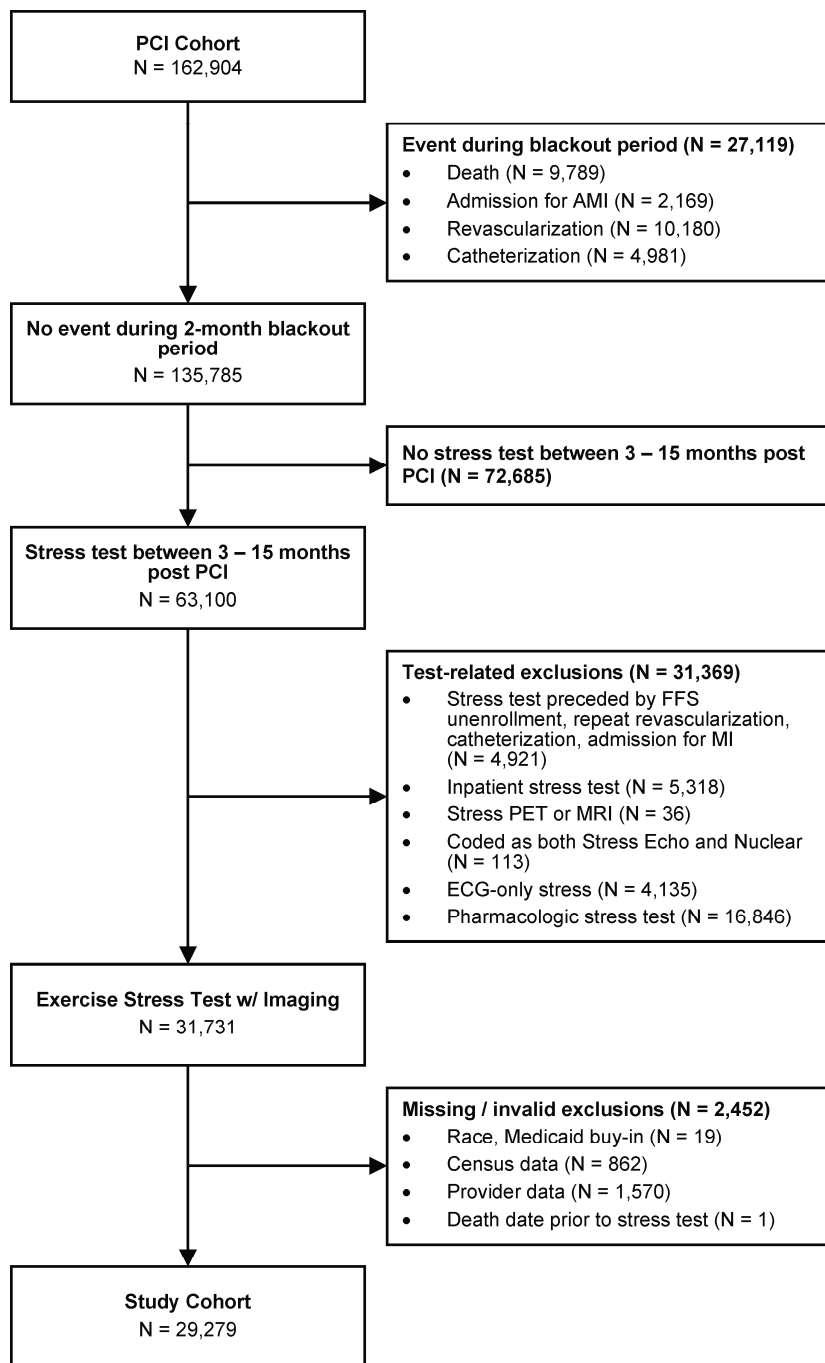 PCI Cohort
N = 162,904
Event during blackout period (N = 27,119)
• Death (N = 9,789)
• Admission for AMI (N = 2,169)
• Revascularization (N = 10,180)
• Catheterization (N = 4,981)
No event during 2-month blackout
period
N = 135,785
No stress test between 3 – 15 months post
PCI (N = 72,685)
Stress test between 3 – 15 months
post PCI
N = 63,100
Test-related exclusions (N = 31,369)
• Stress test preceded by FFS
unenrollment, repeat revascularization,
catheterization, admission for MI
(N = 4,921)
• Inpatient stress test (N = 5,318)
• Stress PET or MRI (N = 36)
• Coded as both Stress Echo and Nuclear
(N = 113)
• ECG-only stress (N = 4,135)
• Pharmacologic stress test (N = 16,846)
Exercise Stress Test w/ Imaging
N = 31,731
Missing / invalid exclusions (N = 2,452)
• Race, Medicaid buy-in (N = 19)
• Census data (N = 862)
• Provider data (N = 1,570)
• Death date prior to stress test (N = 1)
Study Cohort
N = 29,279